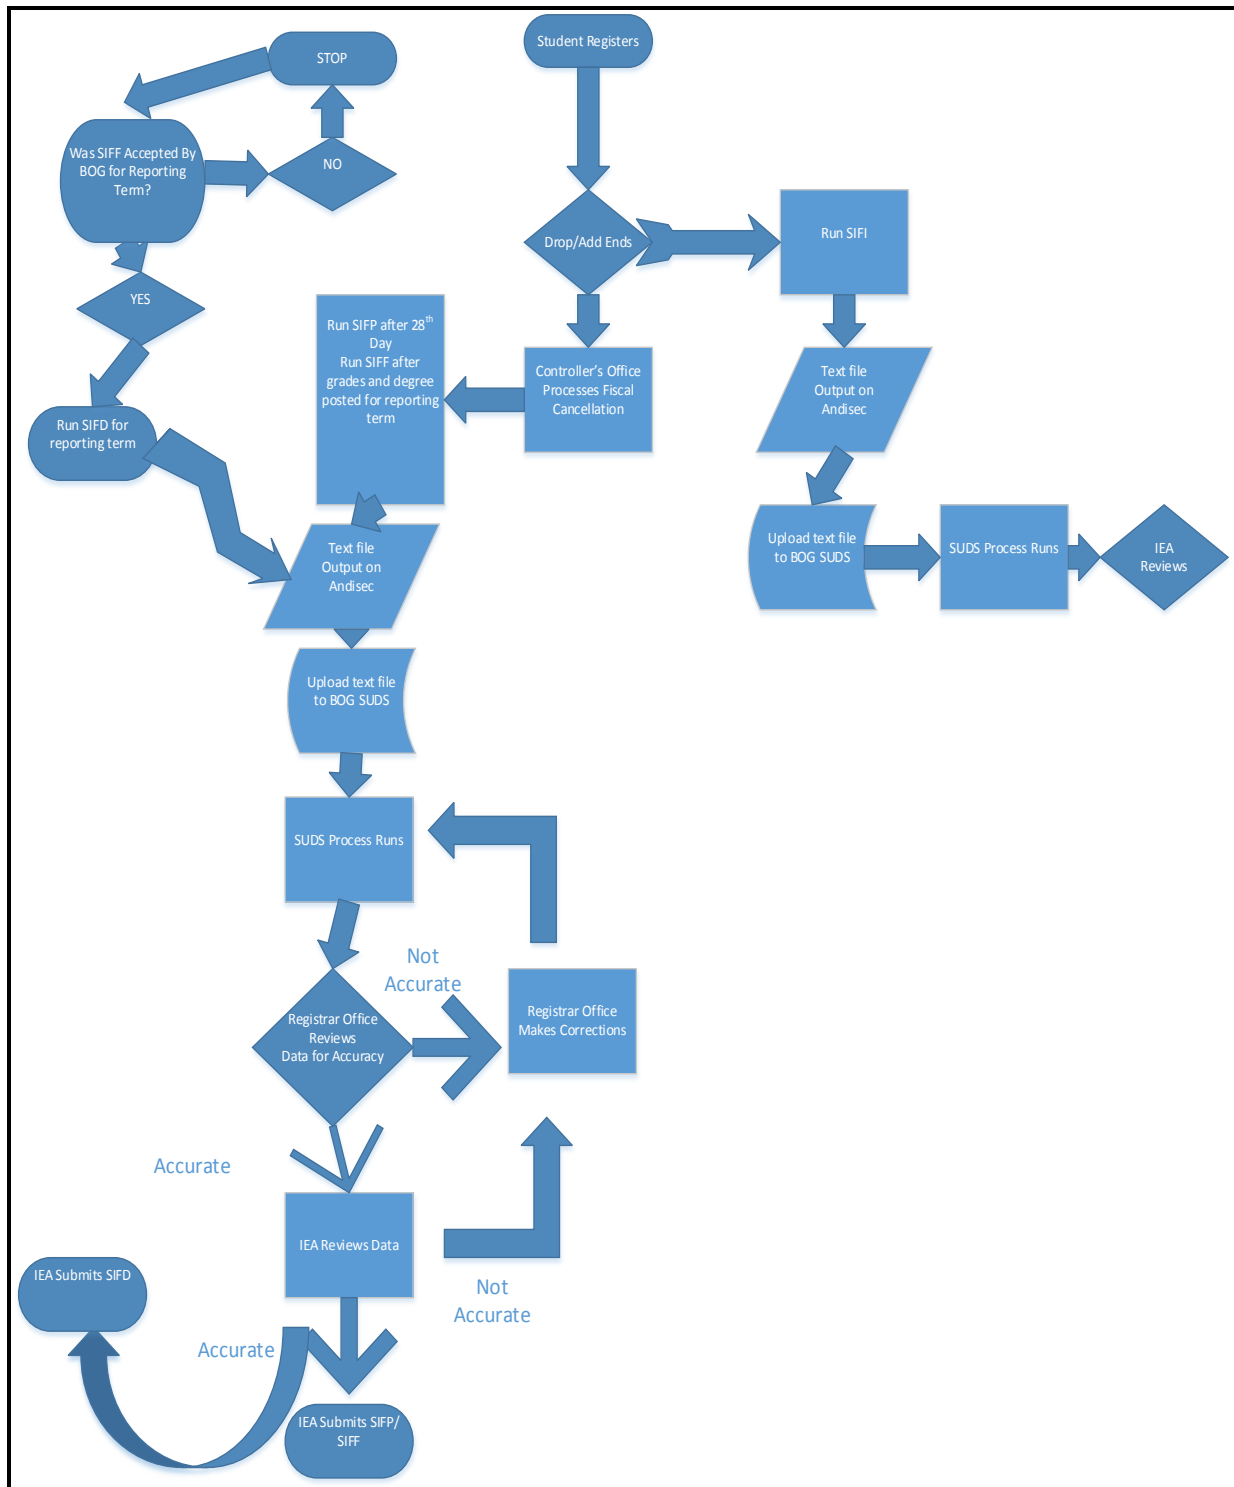 Student Registers
STOP
Was SIFF Accepted By
BOG for Reporting
Term?
NO
Drop/Add Ends
Run SIFI
YES
Run SIFP after 28th
Day
Run SIFF after
grades and degree
posted for reporting
term
Controller's Office
Processes Fiscal
Cancellation
Text file
Output on
Andisec
Run SIFD for
reporting term
Text file
Output on
Andisec
Upload text file
to BOG SUDS
SUDS Process Runs
IEA
Reviews
Upload text file
to BOG SUDS
SUDS Process Runs
Not
Accurate
Registrar Office
Reviews
Data for Accuracy
Registrar Office
Makes Corrections
Accurate
IEA Reviews Data
Not
Accurate
IEA Submits SIFD
Accurate
IEA Submits SIFP/
SIFF